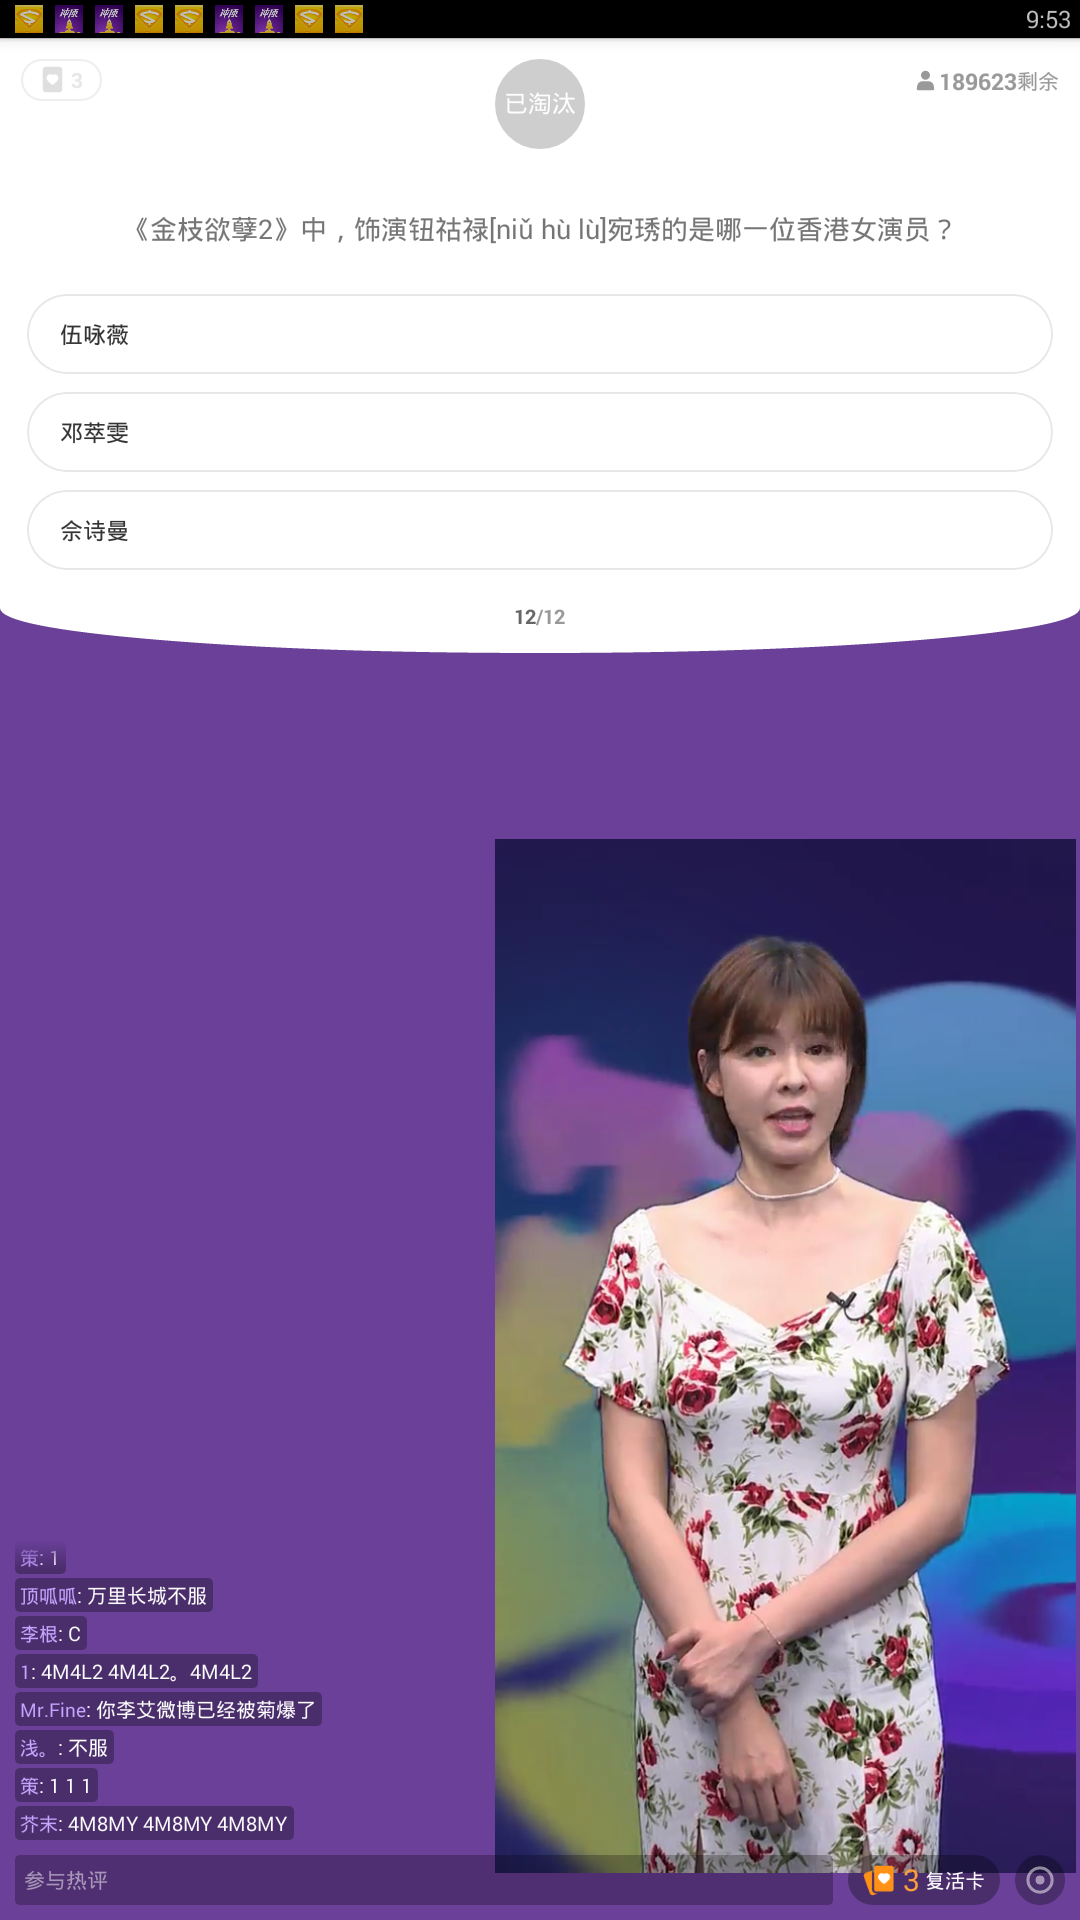 9:53
3
已淘汰
189623剩余
《金枝欲孽2》中，饰演钮祜禄[niǔ hù lù]宛琇的是哪一位香港女演员？
伍咏薇
邓萃雯
佘诗曼
12/12
策: 1
顶呱呱: 万里长城不服
李根: C
1: 4M4L2 4M4L2。4M4L2
Mr.Fine: 你李艾微博已经被菊爆了
浅。: 不服
策: 1 1 1
芥末: 4M8MY 4M8MY 4M8MY
参与热评
3 复活卡